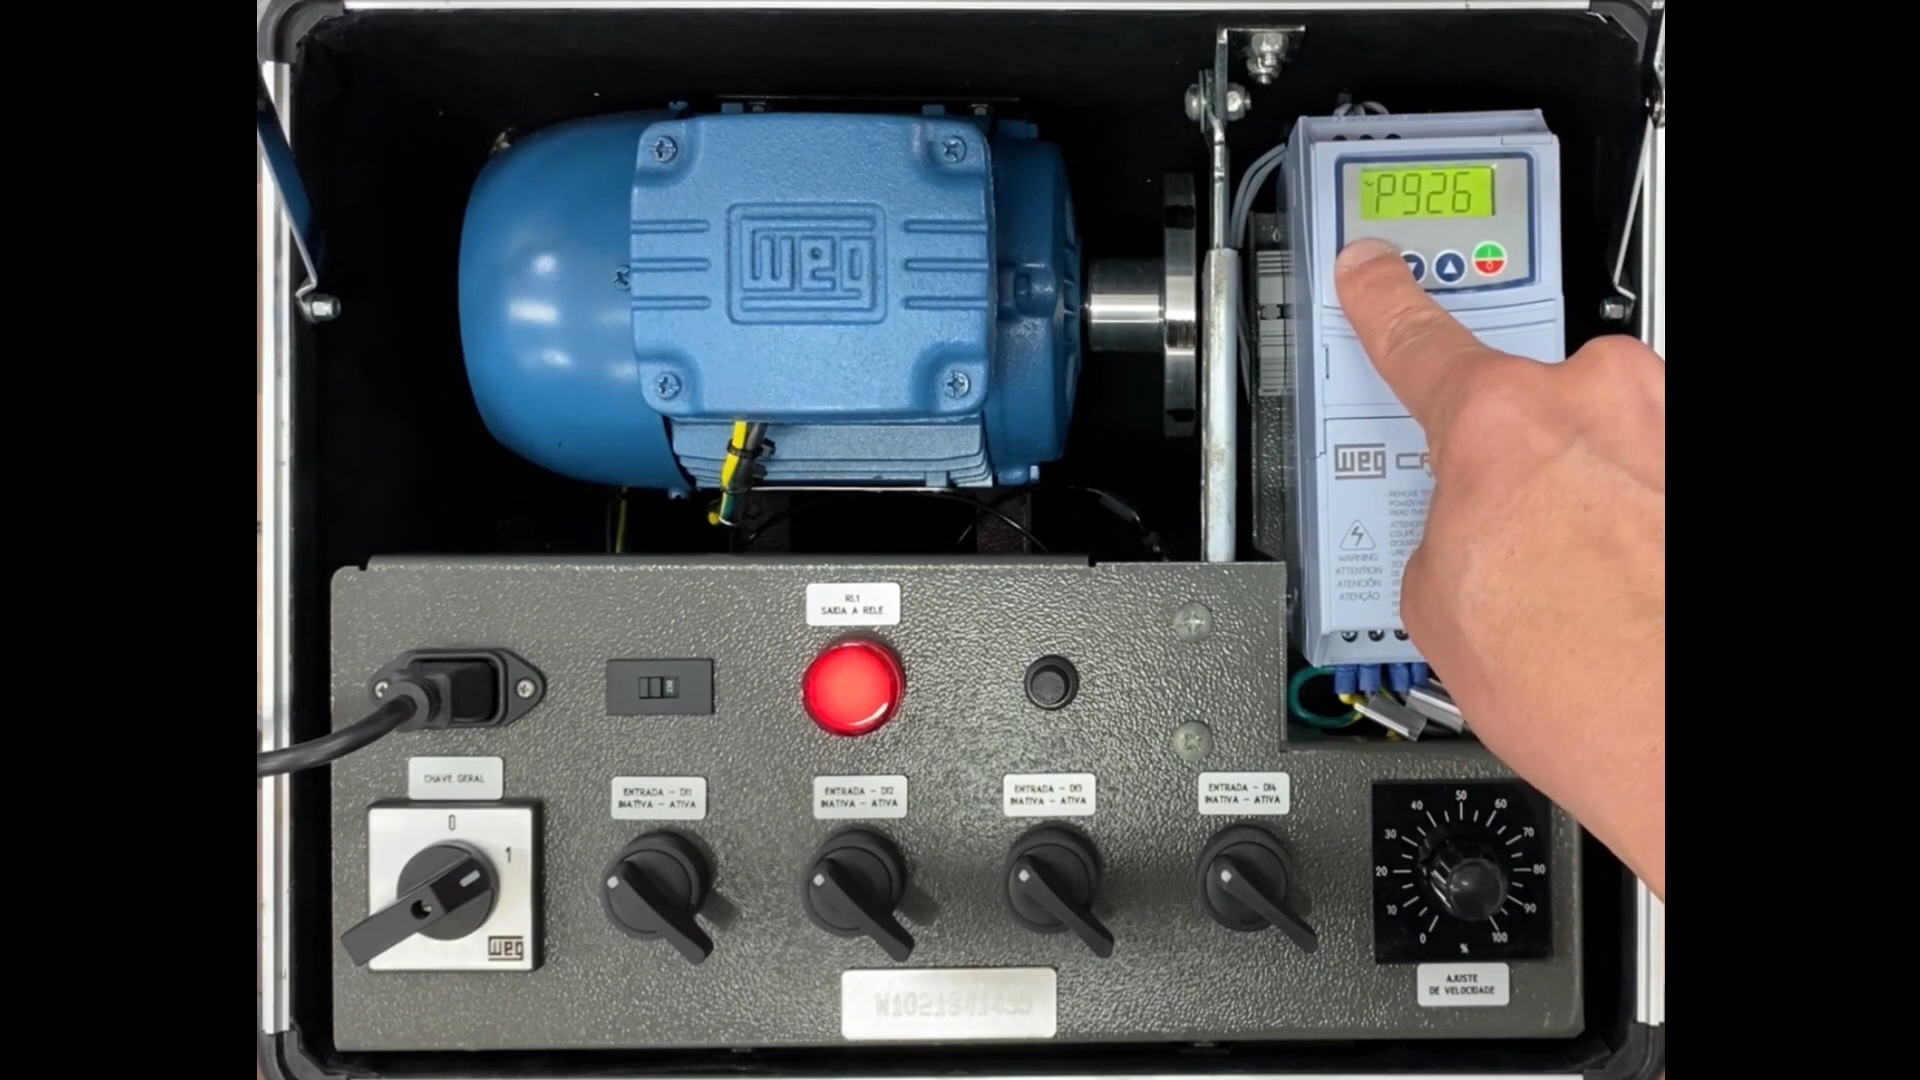 weg
P926
I
O
weg
WARNING
ATTENTION
ATENCIÓN
ATENÇÃO
RL1
SAIDA A RELE
CHAVE GERAL
0
1
weg
ENTRADA - DI1
INATIVA - ATIVA
ENTRADA - DI2
INATIVA - ATIVA
ENTRADA - DI3
INATIVA - ATIVA
ENTRADA - DI4
INATIVA - ATIVA
0
10
20
30
40
50
60
70
80
90
100
%
AJUSTE
DE VELOCIDADE